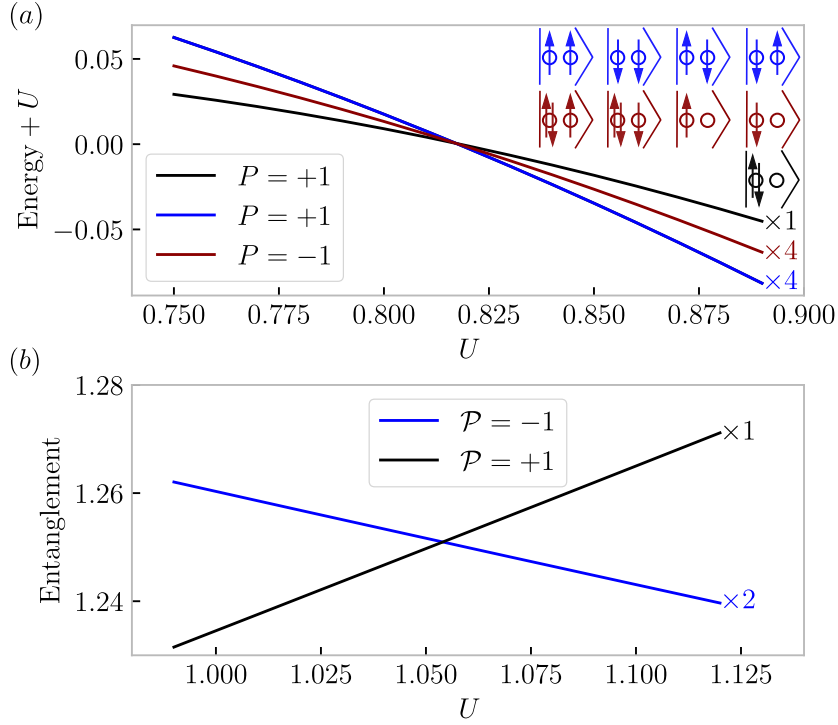 (a)
Energy + U
0.05
0.00
−0.05
P = +1
P = +1
P = −1
×1
×4
×4
0.750
0.775
0.800
0.825
0.850
0.875
0.900
U
(b)
Entanglement
1.28
1.26
1.24
𝒫 = −1
𝒫 = +1
×1
×2
1.000
1.025
1.050
1.075
1.100
1.125
U